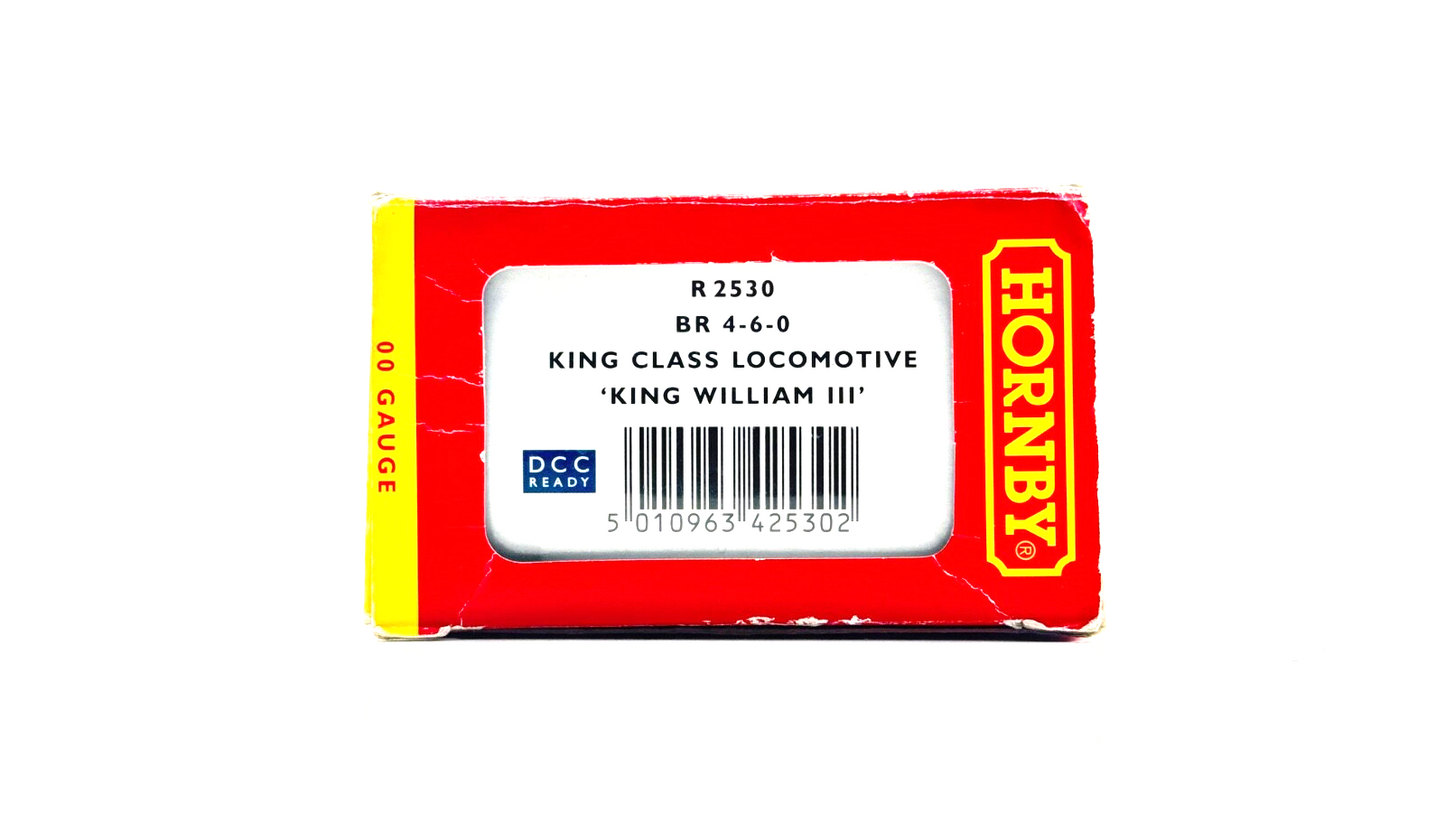 00 GAUGE
R 2530
BR 4-6-0
KING CLASS LOCOMOTIVE
‘KING WILLIAM III’
DCC
READY
5 010963 425302
HORNBY®